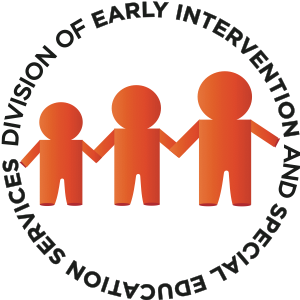 DIVISION OF EARLY INTERVENTION AND SPECIAL EDUCATION SERVICES